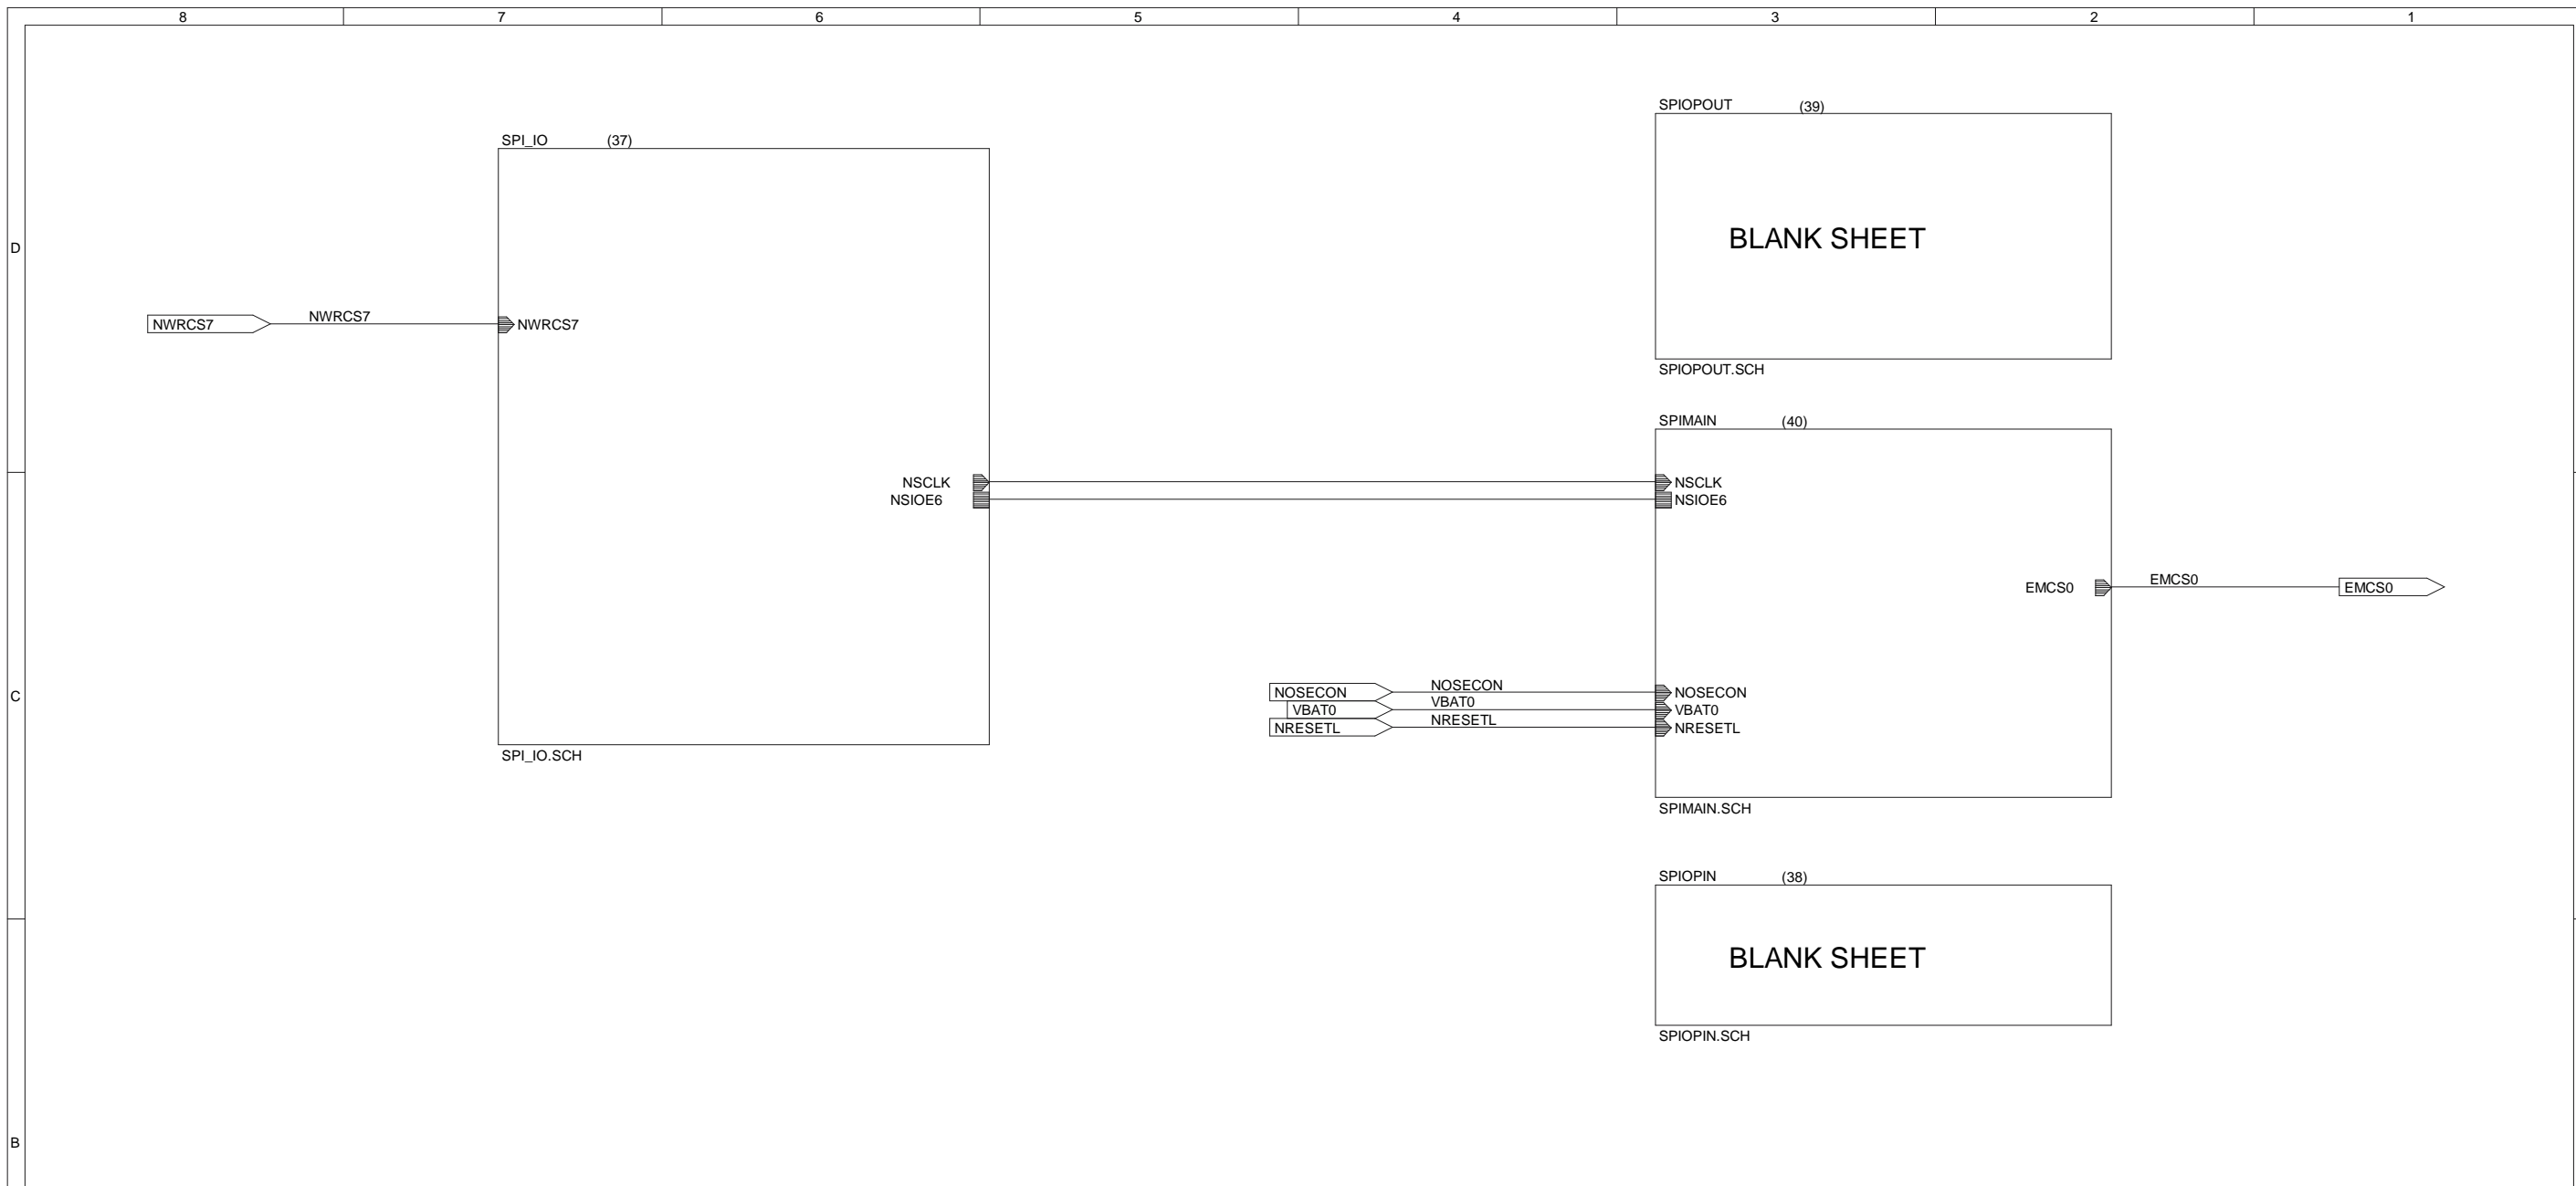 8 7 6 5 4 3 2 1
SPIOPOUT (39)
SPI_IO (37)
BLANK SHEET
D
NWRCS7 NWRCS7 NWRCS7
SPIOPOUT.SCH
SPIMAIN (40)
NSCLK NSCLK
NSIOE6 NSIOE6
EMCS0 EMCS0 EMCS0
C
NOSECON NOSECON NOSECON
VBAT0 VBAT0 VBAT0
NRESETL NRESETL NRESETL
SPI_IO.SCH
SPIMAIN.SCH
SPIOPIN (38)
BLANK SHEET
SPIOPIN.SCH
B